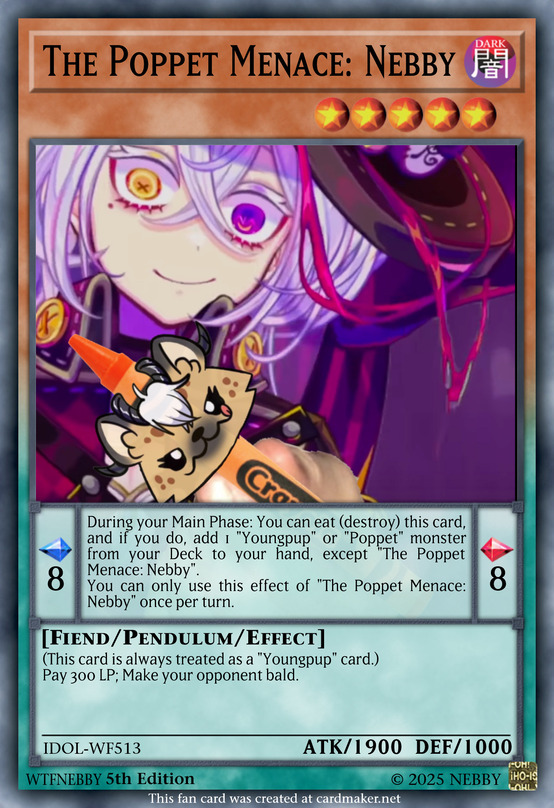 The Poppet Menace: Nebby
DARK
闇
Cra
During your Main Phase: You can eat (destroy) this card,
and if you do, add 1 "Youngpup" or "Poppet" monster
from your Deck to your hand, except "The Poppet
Menace: Nebby".
You can only use this effect of "The Poppet Menace:
Nebby" once per turn.
8
8
[Fiend/Pendulum/Effect]
(This card is always treated as a "Youngpup" card.)
Pay 300 LP; Make your opponent bald.
IDOL-WF513
ATK/1900 DEF/1000
WTFNEBBY 5th Edition
© 2025 NEBBY
This fan card was created at cardmaker.net